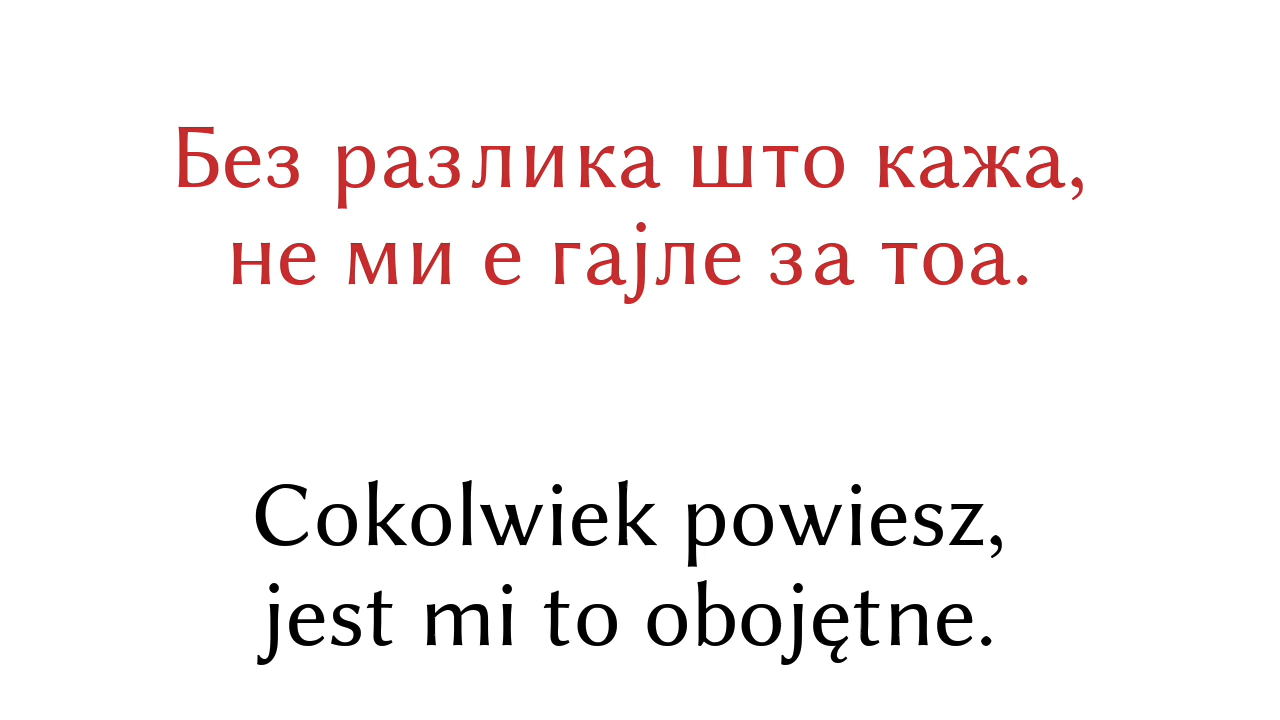 Без разлика што кажа,
не ми е гајле за тоа.
Cokolwiek powiesz,
jest mi to obojętne.